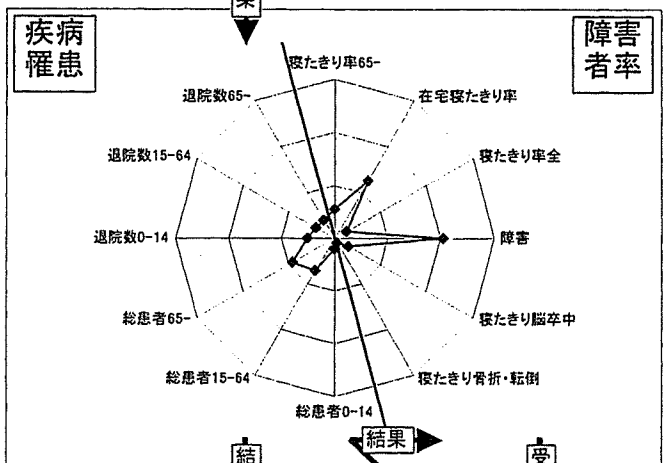 果
疾病
罹患
障害
者率
寝たきり率65-
退院数65-
在宅寝たきり率
退院数15-64
寝たきり率全
退院数0-14
障害
総患者65-
寝たきり脳卒中
総患者15-64
寝たきり骨折・転倒
総患者0-14
結果
結
受